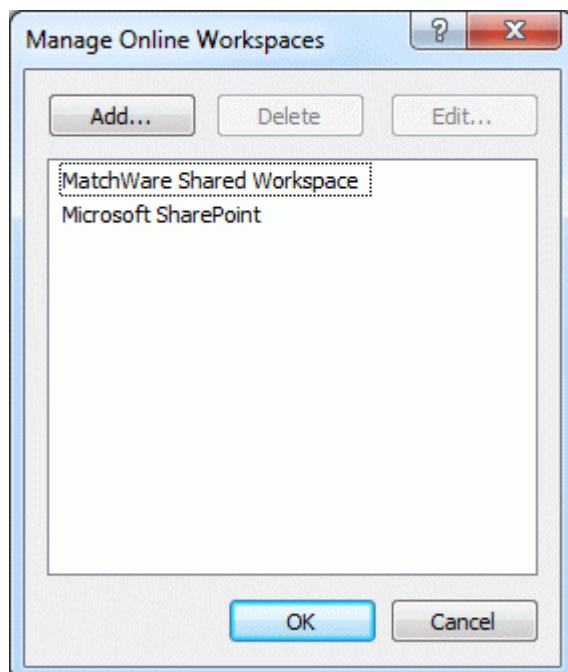 Manage Online Workspaces
Add...
Delete
Edit...
MatchWare Shared Workspace
Microsoft SharePoint
OK
Cancel